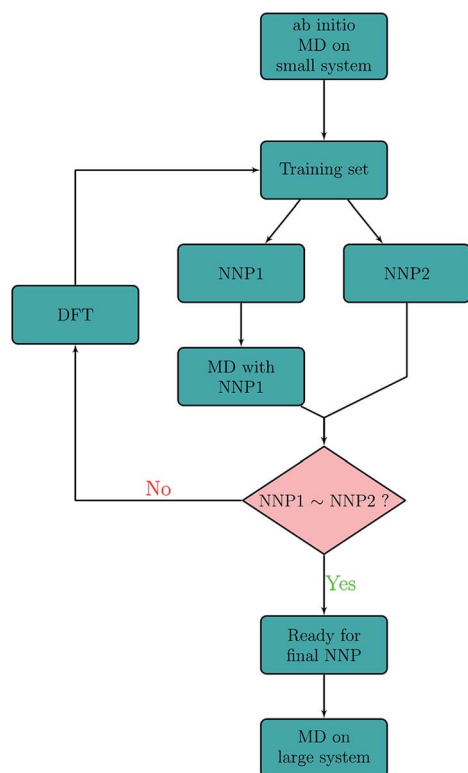 ab initio
MD on
small system
Training set
NNP1
NNP2
DFT
MD with
NNP1
No
NNP1 ∼ NNP2 ?
Yes
Ready for
final NNP
MD on
large system